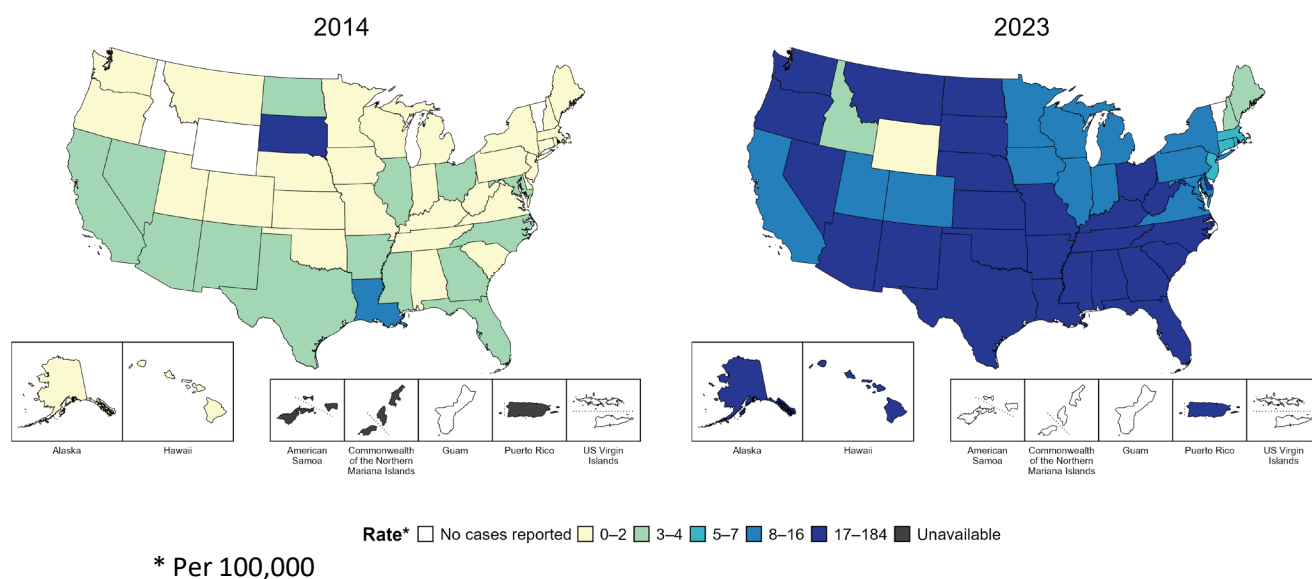 2014
2023
Alaska
Hawaii
American
Samoa
Commonwealth
of the Northern
Mariana Islands
Guam
Puerto Rico
US Virgin
Islands
Alaska
Hawaii
American
Samoa
Commonwealth
of the Northern
Mariana Islands
Guam
Puerto Rico
US Virgin
Islands
Rate* No cases reported 0–2 3–4 5–7 8–16 17–184 Unavailable
* Per 100,000